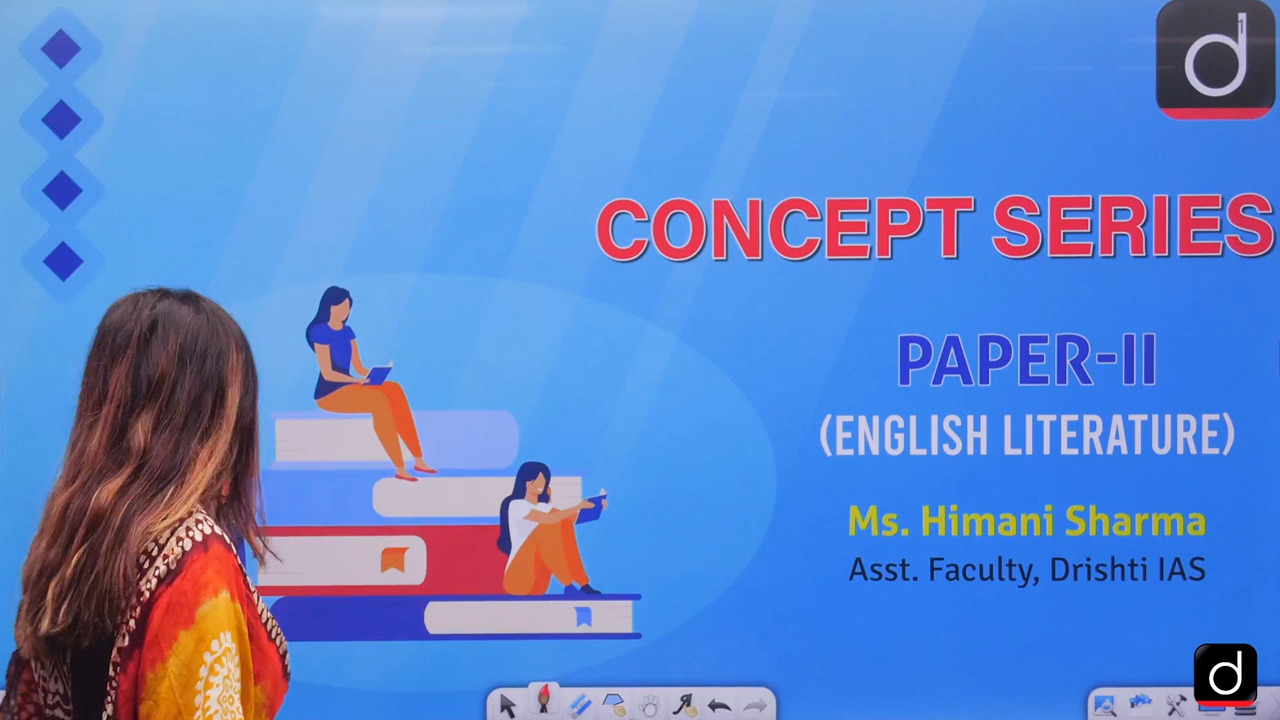 CONCEPT SERIES
PAPER-II
(ENGLISH LITERATURE)
Ms. Himani Sharma
Asst. Faculty, Drishti IAS